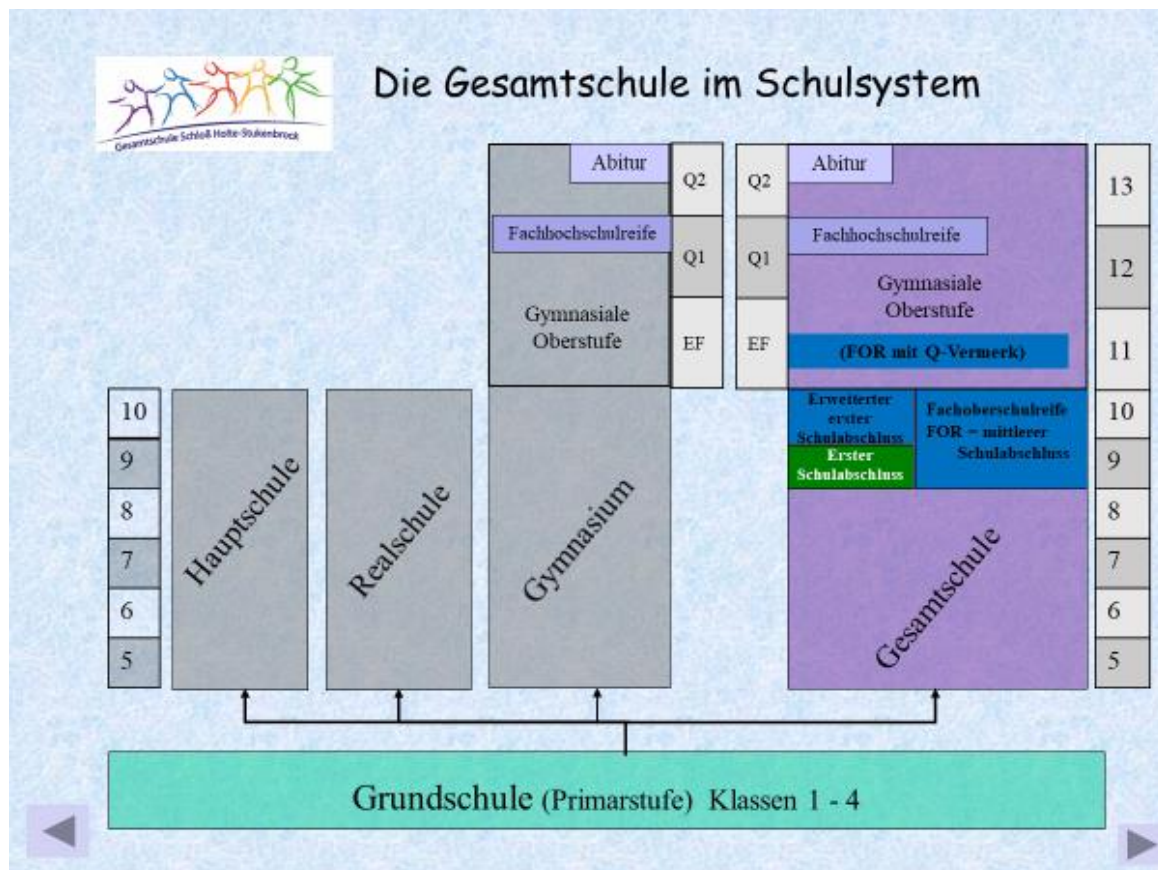 Die Gesamtschule im Schulsystem
Gesamtschule Schloß Holte-Stukenbrock
Abitur
Q2
Q2
Abitur
13
Fachhochschulreife
Q1
Q1
Fachhochschulreife
12
Gymnasiale
Oberstufe
EF
EF
Gymnasiale
Oberstufe
(FOR mit Q-Vermerk)
11
10
9
8
7
6
5
Hauptschule
Realschule
Gymnasium
Erweiterter
erster
Schulabschluss
Erster
Schulabschluss
Fachoberschulreife
FOR = mittlerer
Schulabschluss
Gesamtschule
10
9
8
7
6
5
Grundschule (Primarstufe) Klassen 1 - 4